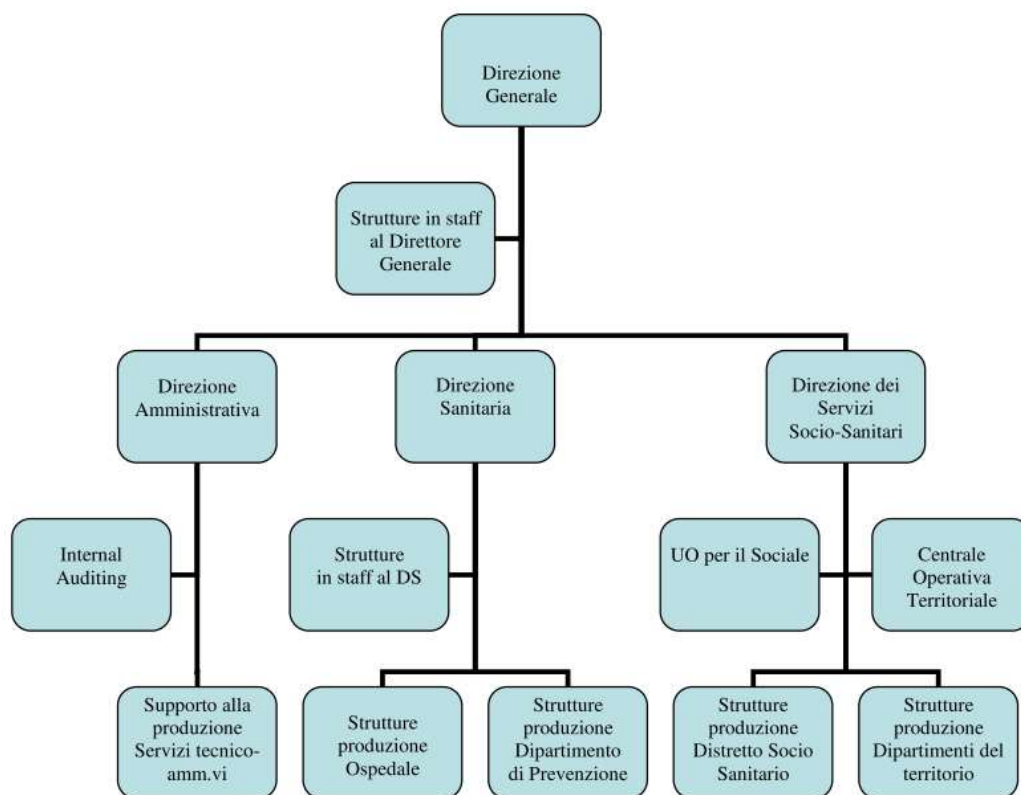 Direzione
Generale
Strutture in staff
al Direttore
Generale
Direzione
Amministrativa
Direzione
Sanitaria
Direzione dei
Servizi
Socio-Sanitari
Internal
Auditing
Strutture
in staff al DS
UO per il Sociale
Centrale
Operativa
Territoriale
Supporto alla
produzione
Servizi tecnico-
amm.vi
Strutture
produzione
Ospedale
Strutture
produzione
Dipartimento
di Prevenzione
Strutture
produzione
Distretto Socio
Sanitario
Strutture
produzione
Dipartimenti del
territorio